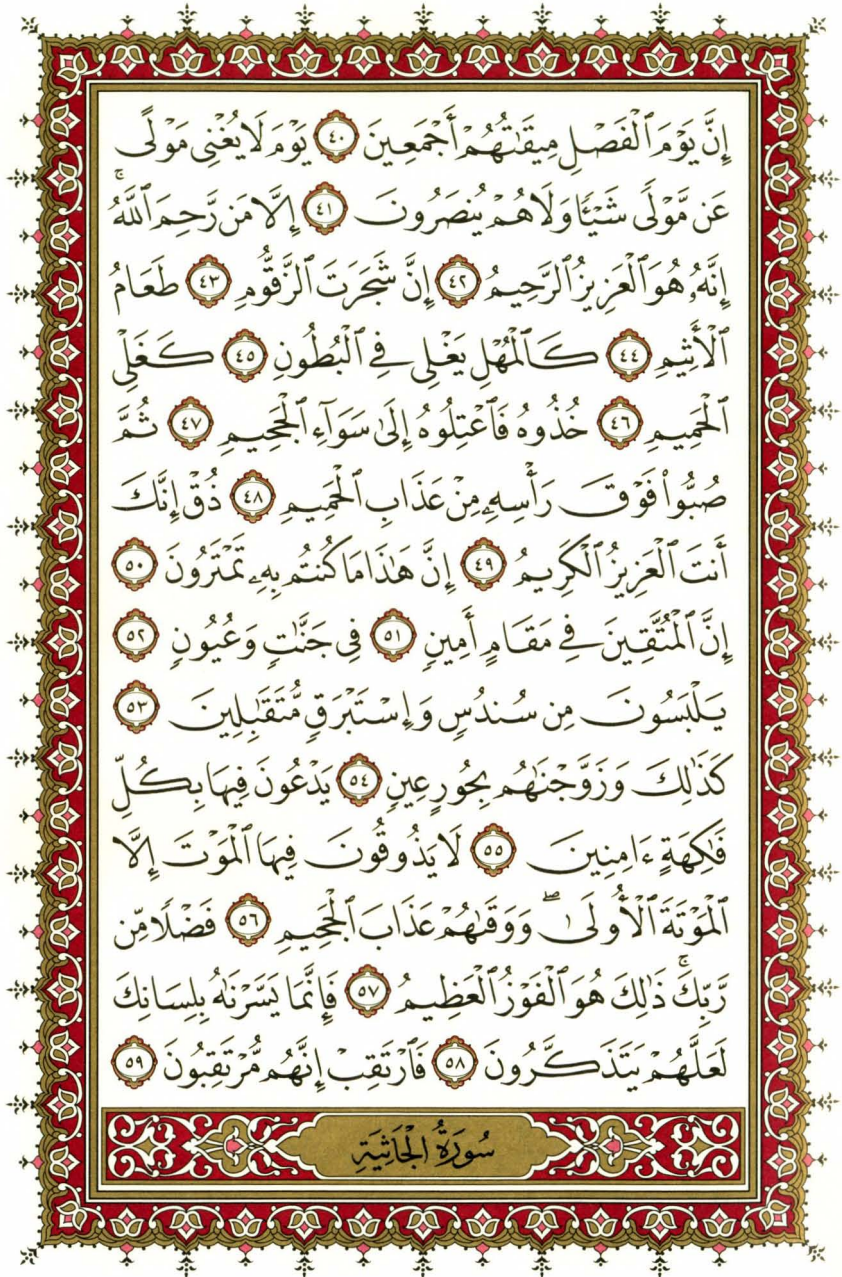 إِنَّ يَوْمَ ٱلْفَصْلِ مِيقَٰتُهُمْ أَجْمَعِينَ ٤٠ يَوْمَ لَا يُغْنِى مَوْلًى
عَن مَّوْلًى شَيْـًٔا وَلَا هُمْ يُنصَرُونَ ٤١ إِلَّا مَن رَّحِمَ ٱللَّهُ ۚ
إِنَّهُۥ هُوَ ٱلْعَزِيزُ ٱلرَّحِيمُ ٤٢ إِنَّ شَجَرَتَ ٱلزَّقُّومِ ٤٣ طَعَامُ
ٱلْأَثِيمِ ٤٤ كَٱلْمُهْلِ يَغْلِى فِى ٱلْبُطُونِ ٤٥ كَغَلْىِ
ٱلْحَمِيمِ ٤٦ خُذُوهُ فَٱعْتِلُوهُ إِلَىٰ سَوَآءِ ٱلْجَحِيمِ ٤٧ ثُمَّ
صُبُّوا۟ فَوْقَ رَأْسِهِۦ مِنْ عَذَابِ ٱلْحَمِيمِ ٤٨ ذُقْ إِنَّكَ
أَنتَ ٱلْعَزِيزُ ٱلْكَرِيمُ ٤٩ إِنَّ هَٰذَا مَا كُنتُم بِهِۦ تَمْتَرُونَ ٥٠
إِنَّ ٱلْمُتَّقِينَ فِى مَقَامٍ أَمِينٍ ٥١ فِى جَنَّٰتٍ وَعُيُونٍ ٥٢
يَلْبَسُونَ مِن سُندُسٍ وَإِسْتَبْرَقٍ مُّتَقَٰبِلِينَ ٥٣
كَذَٰلِكَ وَزَوَّجْنَٰهُم بِحُورٍ عِينٍ ٥٤ يَدْعُونَ فِيهَا بِكُلِّ
فَٰكِهَةٍ ءَامِنِينَ ٥٥ لَا يَذُوقُونَ فِيهَا ٱلْمَوْتَ إِلَّا
ٱلْمَوْتَةَ ٱلْأُولَىٰ ۖ وَوَقَىٰهُمْ عَذَابَ ٱلْجَحِيمِ ٥٦ فَضْلًا مِّن
رَّبِّكَ ۚ ذَٰلِكَ هُوَ ٱلْفَوْزُ ٱلْعَظِيمُ ٥٧ فَإِنَّمَا يَسَّرْنَٰهُ بِلِسَانِكَ
لَعَلَّهُمْ يَتَذَكَّرُونَ ٥٨ فَٱرْتَقِبْ إِنَّهُم مُّرْتَقِبُونَ ٥٩
سُورَةُ الْجَاثِيَةِ